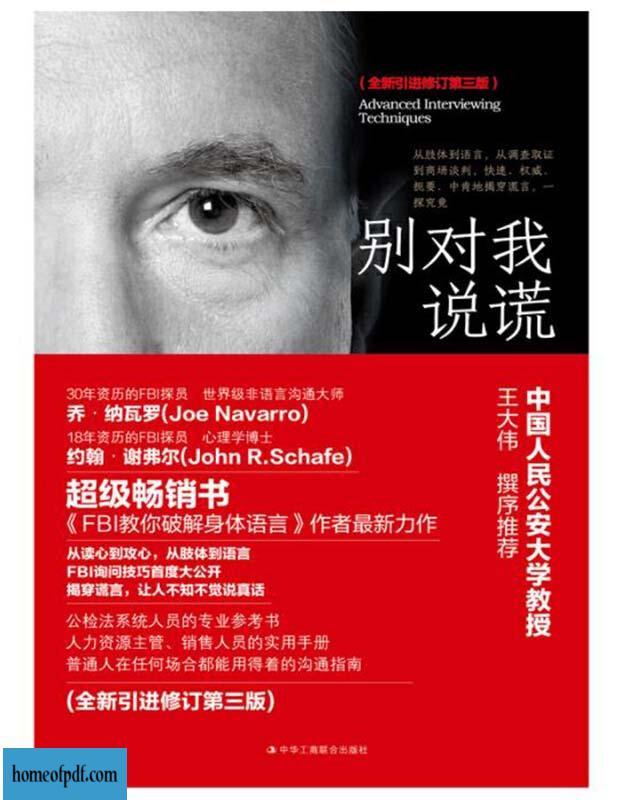 （全新引进修订第三版）
Advanced Interviewing
Techniques
从肢体到语言，从调查取证
到商场谈判，快速、权威、
扼要、中肯地揭穿谎言，一
探究竟
别对我
说谎
30年资历的FBI探员 世界级非语言沟通大师
乔·纳瓦罗(Joe Navarro)
18年资历的FBI探员 心理学博士
约翰·谢弗尔(John R.Schafe)
超级畅销书
《FBI教你破解身体语言》作者最新力作
从读心到攻心，从肢体到语言
FBI询问技巧首度大公开
揭穿谎言，让人不知不觉说真话
公检法系统人员的专业参考书
人力资源主管、销售人员的实用手册
普通人在任何场合都能用得着的沟通指南
(全新引进修订第三版)
中国人民公安大学教授
王大伟 撰序推荐
中华工商联合出版社
homeofpdf.com